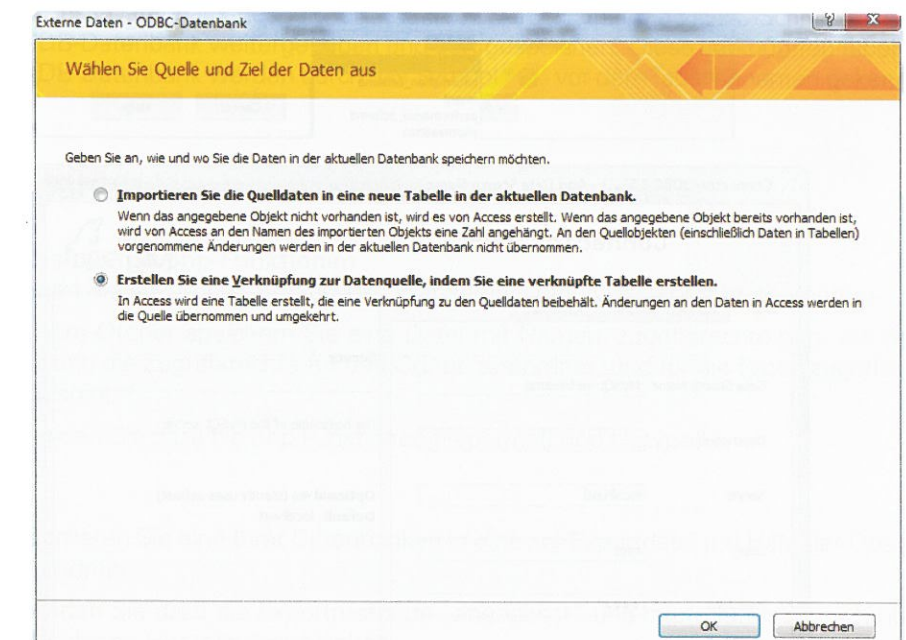 Externe Daten - ODBC-Datenbank
Wählen Sie Quelle und Ziel der Daten aus
Geben Sie an, wie und wo Sie die Daten in der aktuellen Datenbank speichern möchten.
Importieren Sie die Quelldaten in eine neue Tabelle in der aktuellen Datenbank.
Wenn das angegebene Objekt nicht vorhanden ist, wird es von Access erstellt. Wenn das angegebene Objekt bereits vorhanden ist,
wird von Access an den Namen des importierten Objekts eine Zahl angehängt. An den Quellobjekten (einschließlich Daten in Tabellen)
vorgenommene Änderungen werden in der aktuellen Datenbank nicht übernommen.
Erstellen Sie eine Verknüpfung zur Datenquelle, indem Sie eine verknüpfte Tabelle erstellen.
In Access wird eine Tabelle erstellt, die eine Verknüpfung zu den Quelldaten beibehält. Änderungen an den Daten in Access werden in
die Quelle übernommen und umgekehrt.
OK Abbrechen